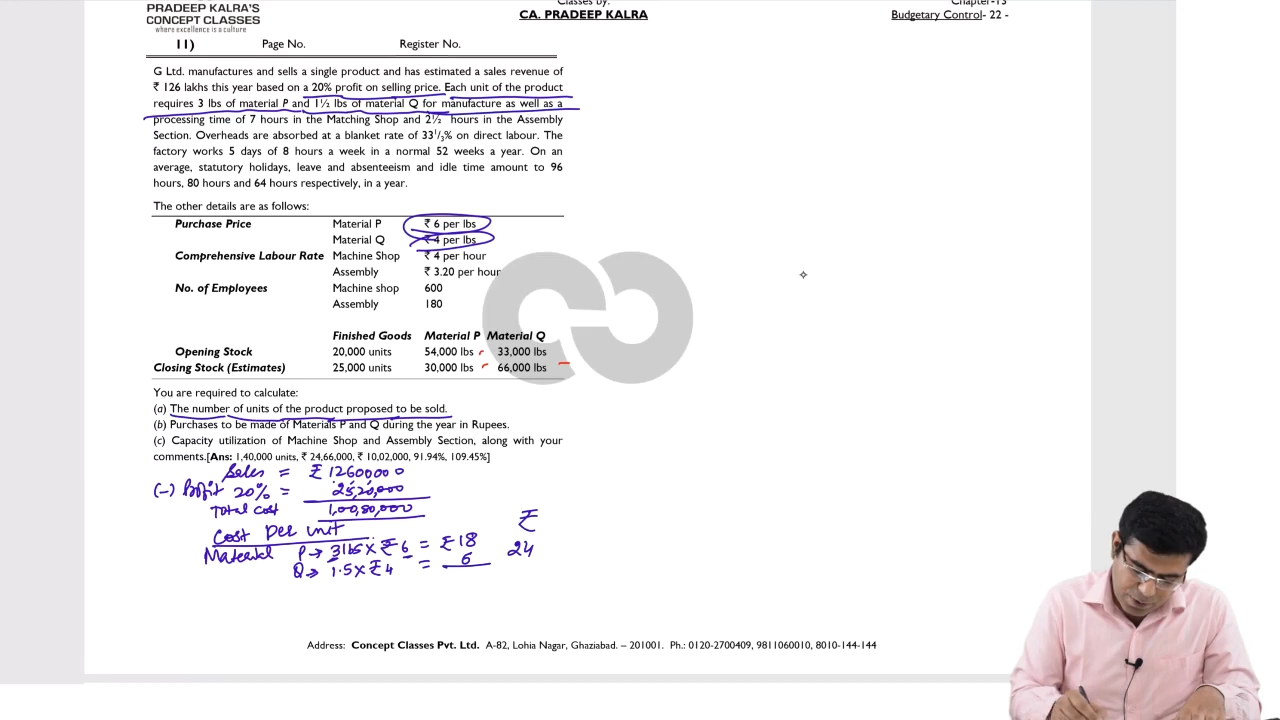 PRADEEP KALRA'S
CONCEPT CLASSES
where excellence is a culture
Classes by:
CA. PRADEEP KALRA
Chapter-13
Budgetary Control- 22 -
11) Page No. Register No.
G Ltd. manufactures and sells a single product and has estimated a sales revenue of
₹ 126 lakhs this year based on a 20% profit on selling price. Each unit of the product
requires 3 lbs of material P and 1½ lbs of material Q for manufacture as well as a
processing time of 7 hours in the Matching Shop and 2½ hours in the Assembly
Section. Overheads are absorbed at a blanket rate of 33¹/₃% on direct labour. The
factory works 5 days of 8 hours a week in a normal 52 weeks a year. On an
average, statutory holidays, leave and absenteeism and idle time amount to 96
hours, 80 hours and 64 hours respectively, in a year.
The other details are as follows:
Purchase Price Material P ₹ 6 per lbs
Material Q ₹ 4 per lbs
Comprehensive Labour Rate Machine Shop ₹ 4 per hour
Assembly ₹ 3.20 per hour
No. of Employees Machine shop 600
Assembly 180
Finished Goods Material P Material Q
Opening Stock 20,000 units 54,000 lbs 33,000 lbs
Closing Stock (Estimates) 25,000 units 30,000 lbs 66,000 lbs
You are required to calculate:
(a) The number of units of the product proposed to be sold.
(b) Purchases to be made of Materials P and Q during the year in Rupees.
(c) Capacity utilization of Machine Shop and Assembly Section, along with your
comments.[Ans: 1,40,000 units, ₹ 24,66,000, ₹ 10,02,000, 91.94%, 109.45%]
Sales = ₹ 12600000
(-) Profit 20% = 25,20,000
Total cost 1,00,80,000
Cost Per unit ₹
Material P→ 3lbs x ₹ 6 = ₹18
Q→ 1.5 x ₹ 4 = 6 24
Address: Concept Classes Pvt. Ltd. A-82, Lohia Nagar, Ghaziabad. – 201001. Ph.: 0120-2700409, 9811060010, 8010-144-144